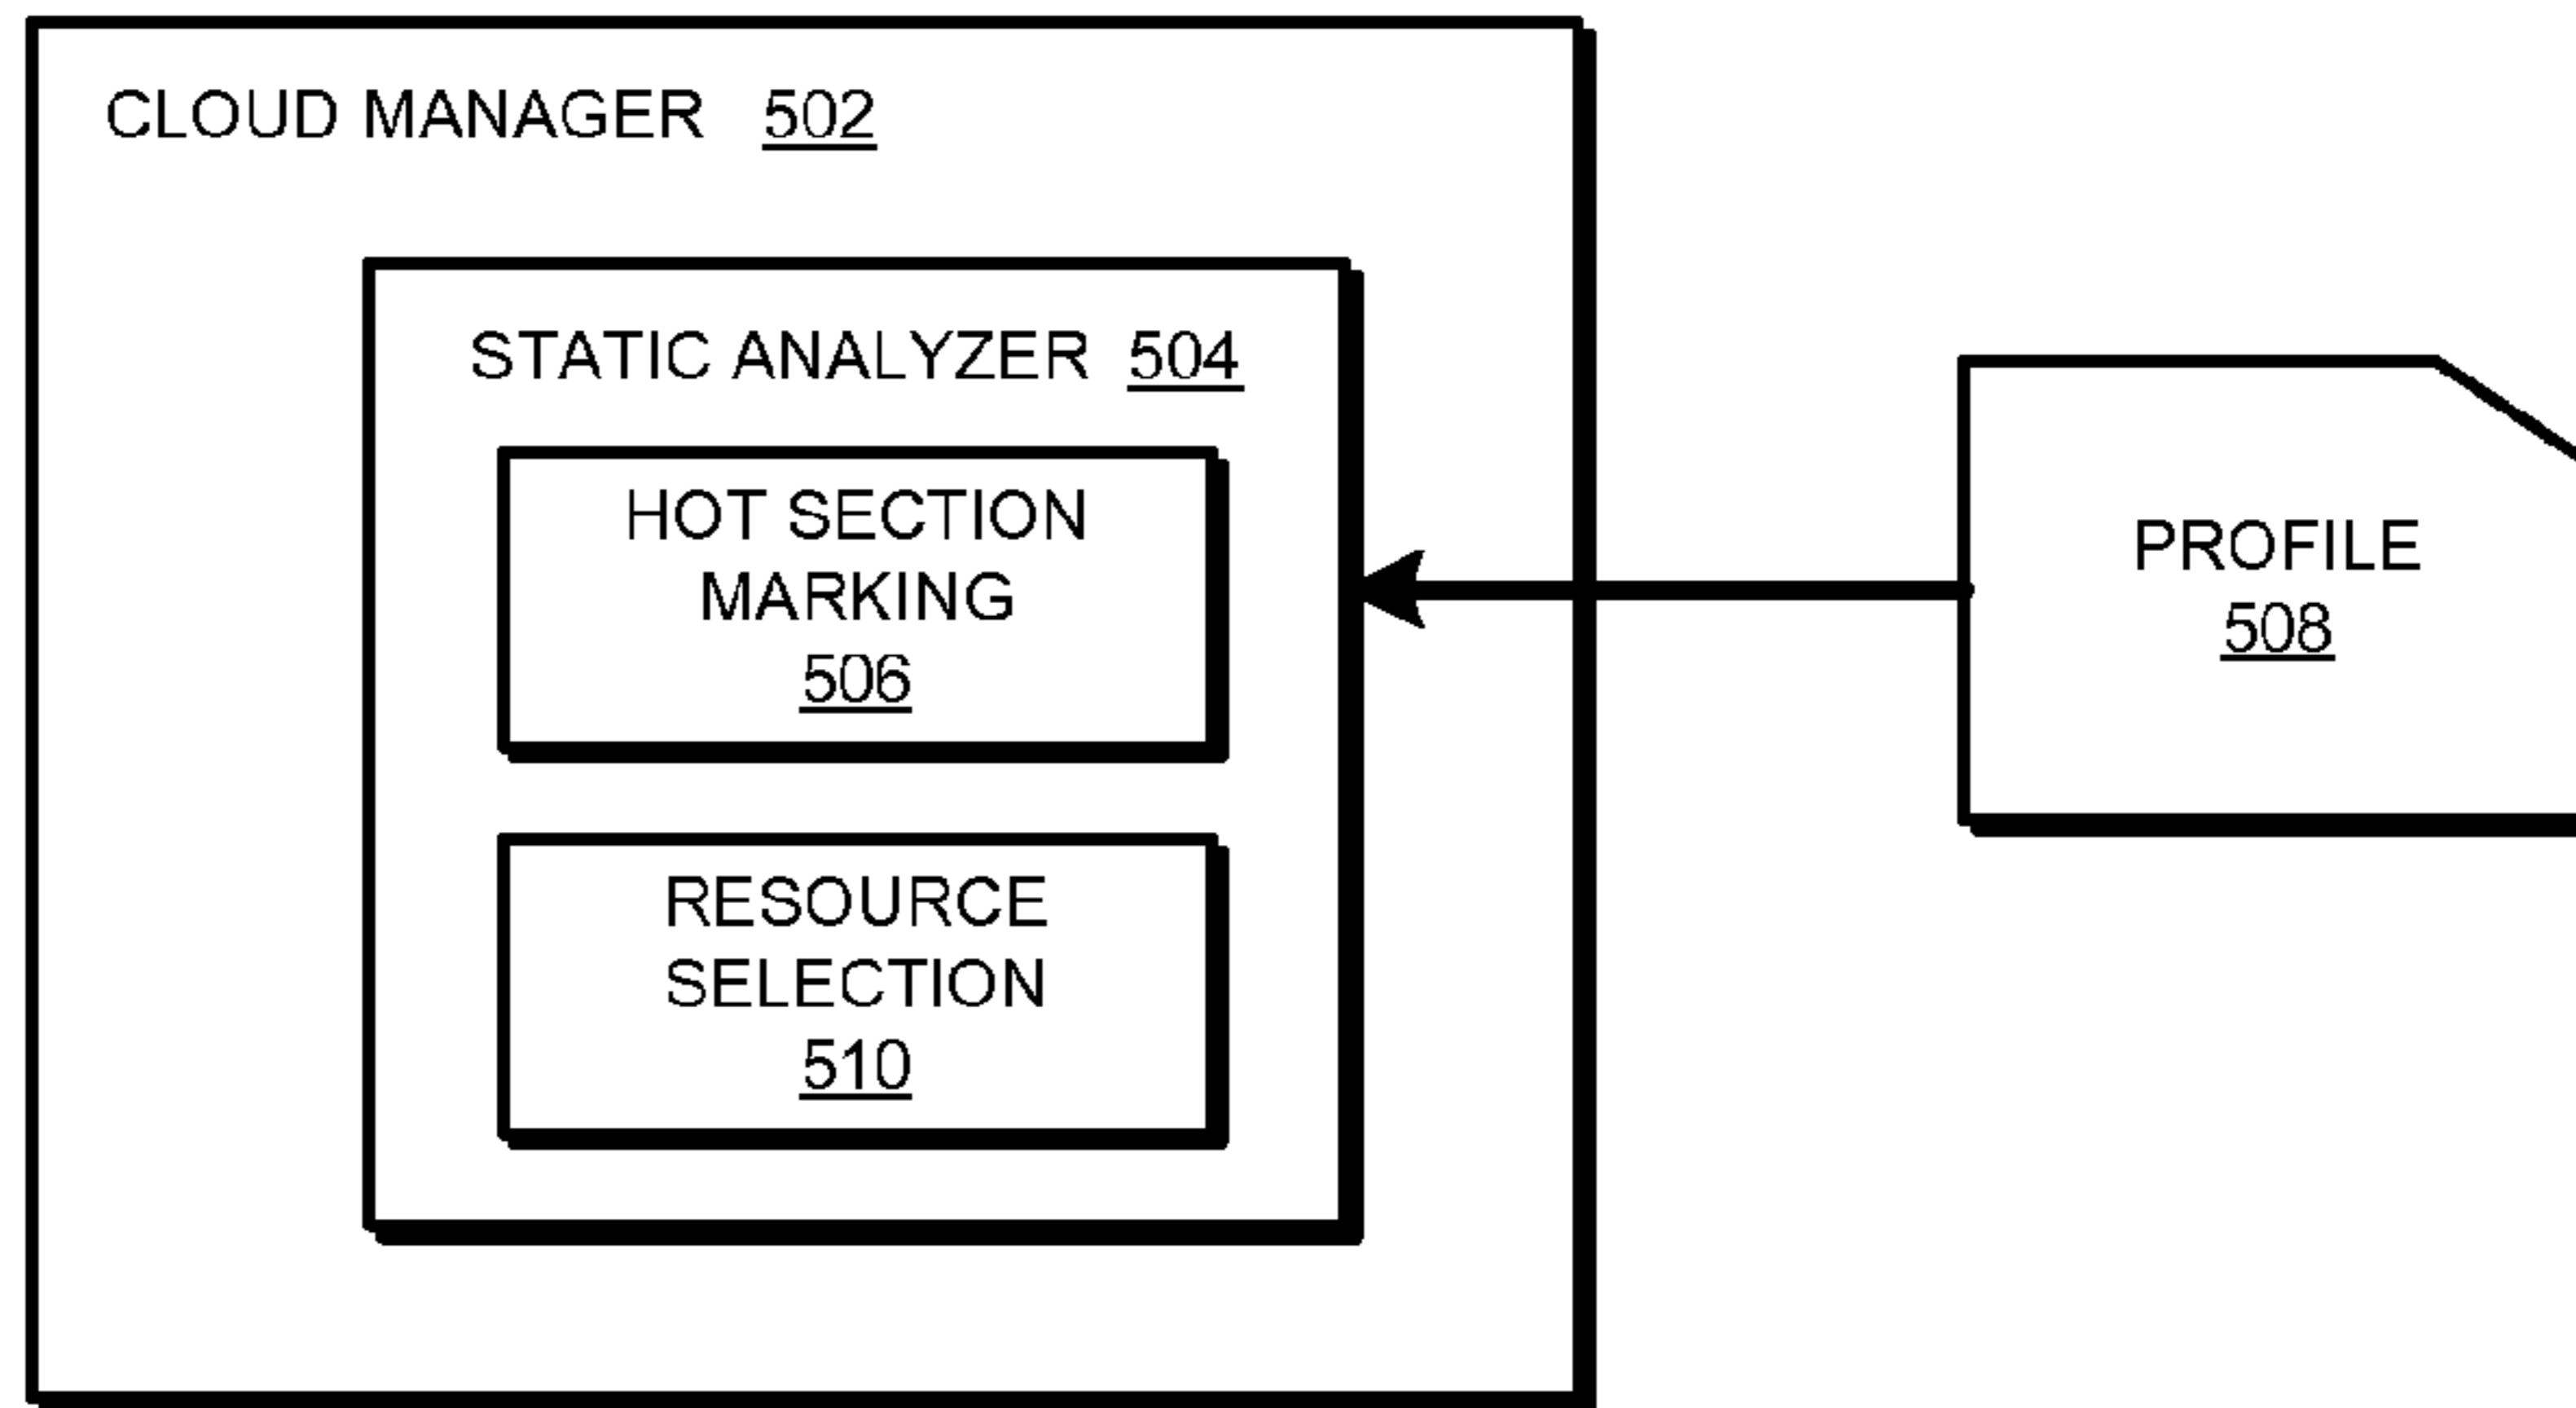 CLOUD MANAGER 502
STATIC ANALYZER 504
HOT SECTION
MARKING
506
PROFILE
508
RESOURCE
SELECTION
510